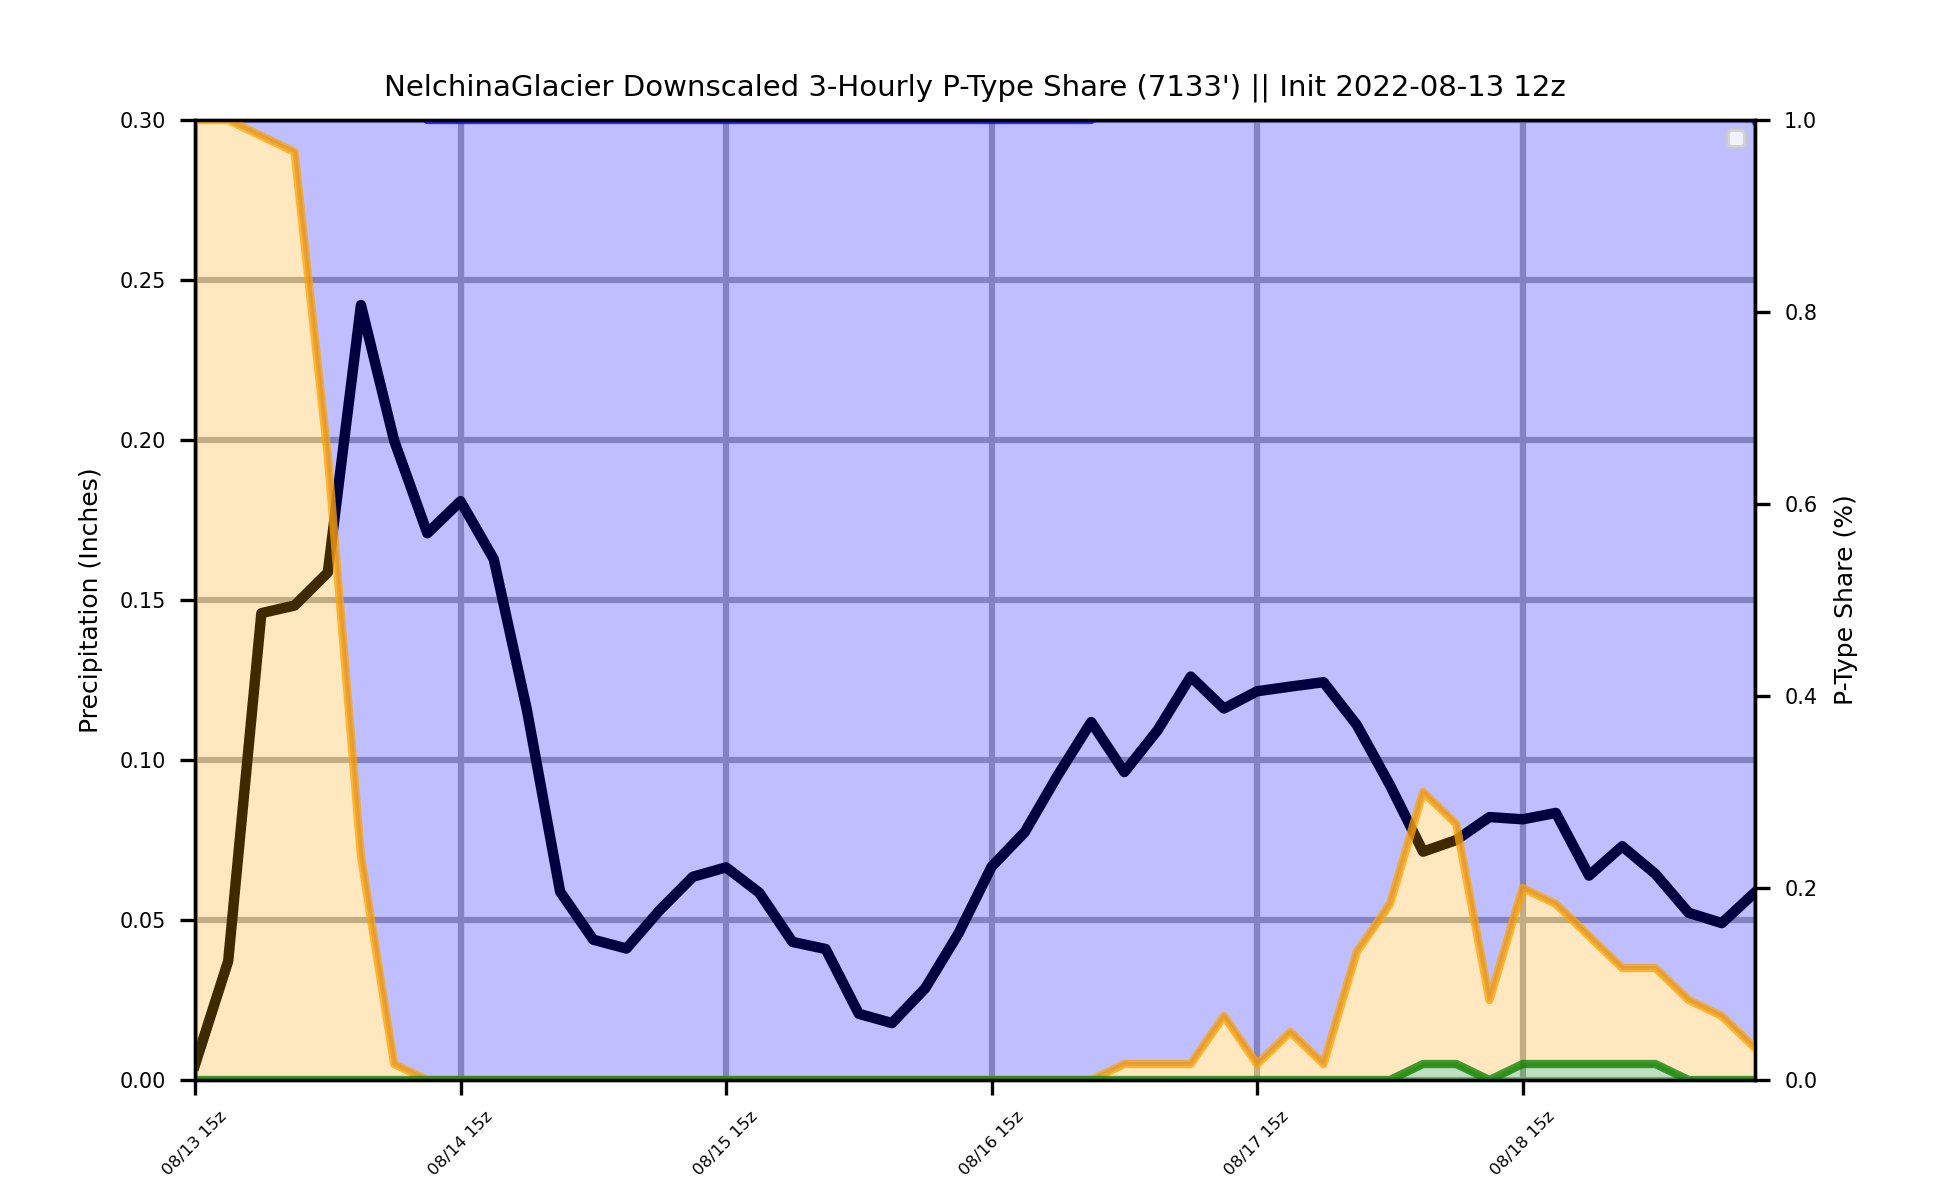 NelchinaGlacier Downscaled 3-Hourly P-Type Share (7133') || Init 2022-08-13 12z
0.30
0.25
0.20
0.15
0.10
0.05
0.00
Precipitation (Inches)
1.0
0.8
0.6
0.4
0.2
0.0
P-Type Share (%)
08/13 15z
08/14 15z
08/15 15z
08/16 15z
08/17 15z
08/18 15z